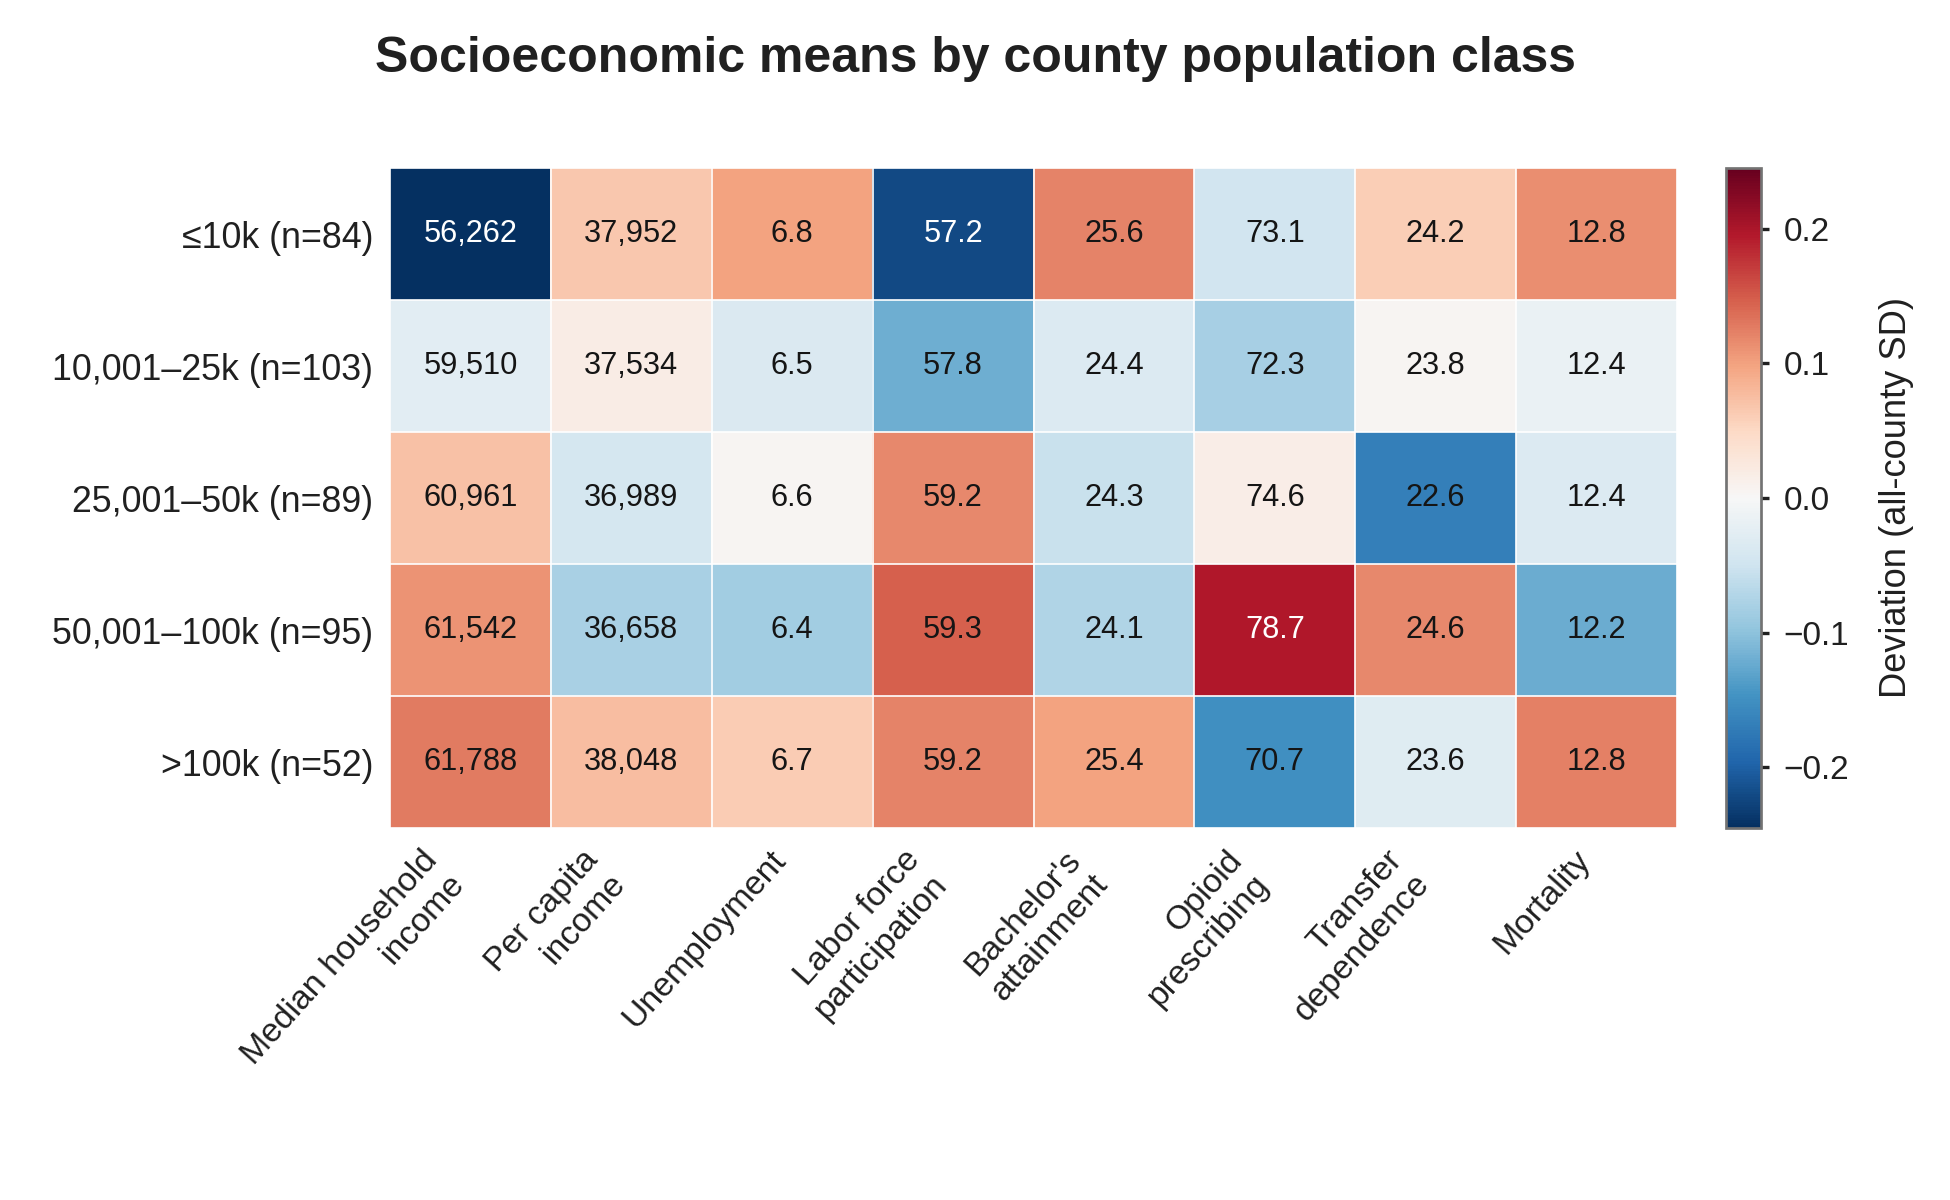 Socioeconomic means by county population class
≤10k (n=84) 56,262 37,952 6.8 57.2 25.6 73.1 24.2 12.8
10,001–25k (n=103) 59,510 37,534 6.5 57.8 24.4 72.3 23.8 12.4
25,001–50k (n=89) 60,961 36,989 6.6 59.2 24.3 74.6 22.6 12.4
50,001–100k (n=95) 61,542 36,658 6.4 59.3 24.1 78.7 24.6 12.2
>100k (n=52) 61,788 38,048 6.7 59.2 25.4 70.7 23.6 12.8
Median household
income
Per capita
income
Unemployment
Labor force
participation
Bachelor's
attainment
Opioid
prescribing
Transfer
dependence
Mortality
0.2
0.1
0.0
−0.1
−0.2
Deviation (all-county SD)